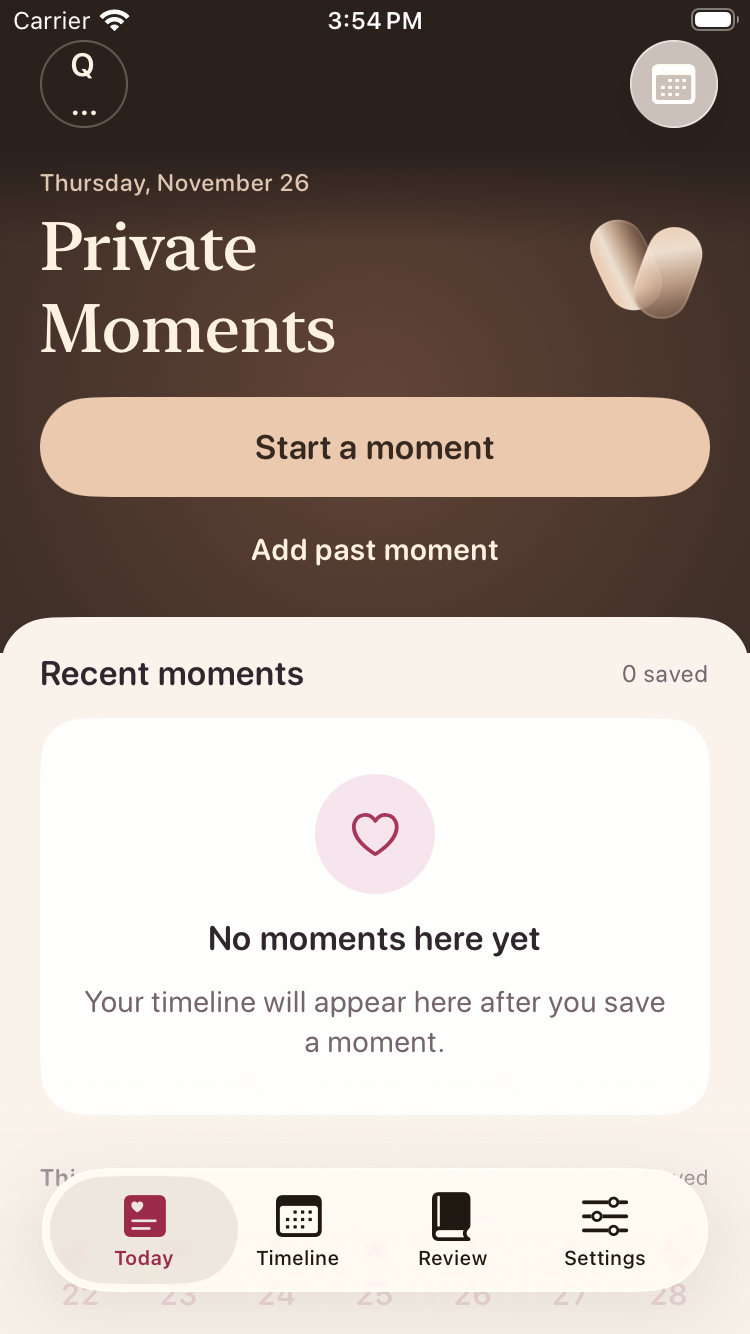 Carrier 3:54 PM
Q
...
Thursday, November 26
Private
Moments
Start a moment
Add past moment
Recent moments 0 saved
No moments here yet
Your timeline will appear here after you save
a moment.
Today Timeline Review Settings
22 23 24 25 26 27 28